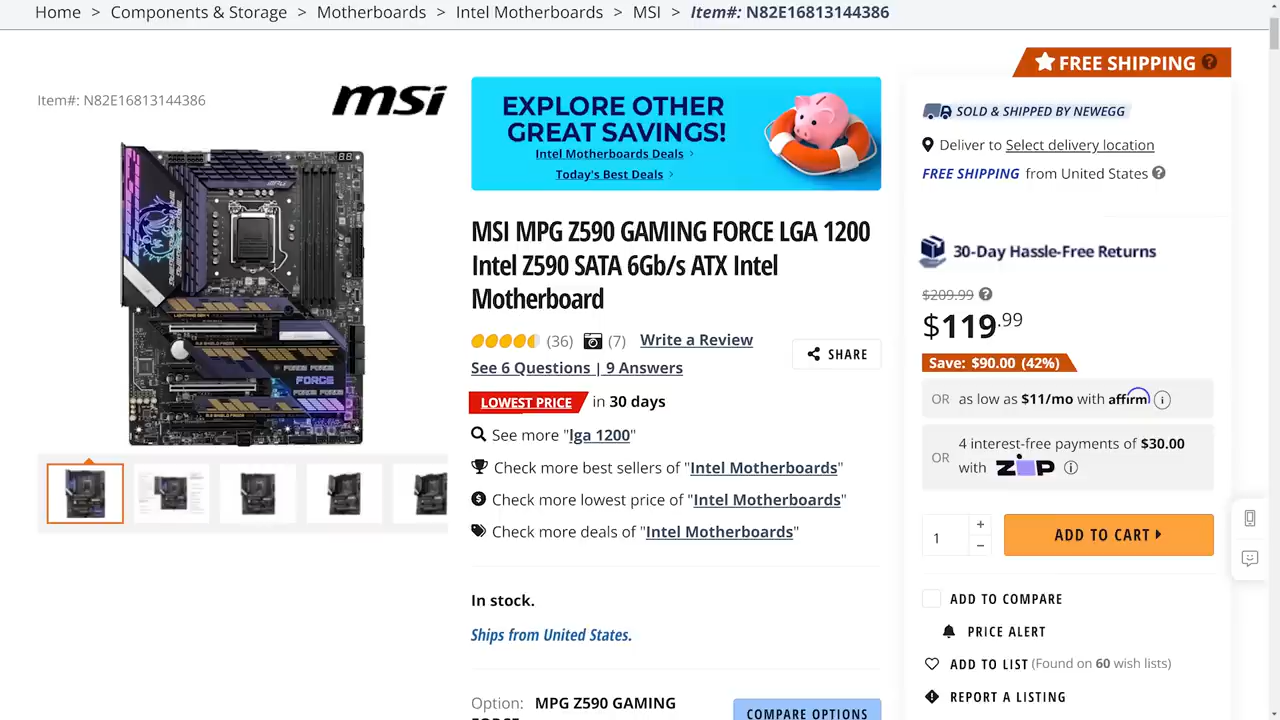 Home > Components & Storage > Motherboards > Intel Motherboards > MSI > Item#: N82E16813144386
FREE SHIPPING
Item#: N82E16813144386
msi
EXPLORE OTHER
GREAT SAVINGS!
Intel Motherboards Deals >
Today's Best Deals >
MSI MPG Z590 GAMING FORCE LGA 1200
Intel Z590 SATA 6Gb/s ATX Intel
Motherboard
(36) (7) Write a Review
See 6 Questions | 9 Answers
SHARE
LOWEST PRICE in 30 days
See more "lga 1200"
Check more best sellers of "Intel Motherboards"
Check more lowest price of "Intel Motherboards"
Check more deals of "Intel Motherboards"
In stock.
Ships from United States.
Option: MPG Z590 GAMING
FORCE
COMPARE OPTIONS
SOLD & SHIPPED BY NEWEGG
Deliver to Select delivery location
FREE SHIPPING from United States
30-Day Hassle-Free Returns
$209.99
$119.99
Save: $90.00 (42%)
OR as low as $11/mo with affirm
OR 4 interest-free payments of $30.00
with ZIP
1 + −
ADD TO CART
ADD TO COMPARE
PRICE ALERT
ADD TO LIST (Found on 60 wish lists)
REPORT A LISTING
FORCE